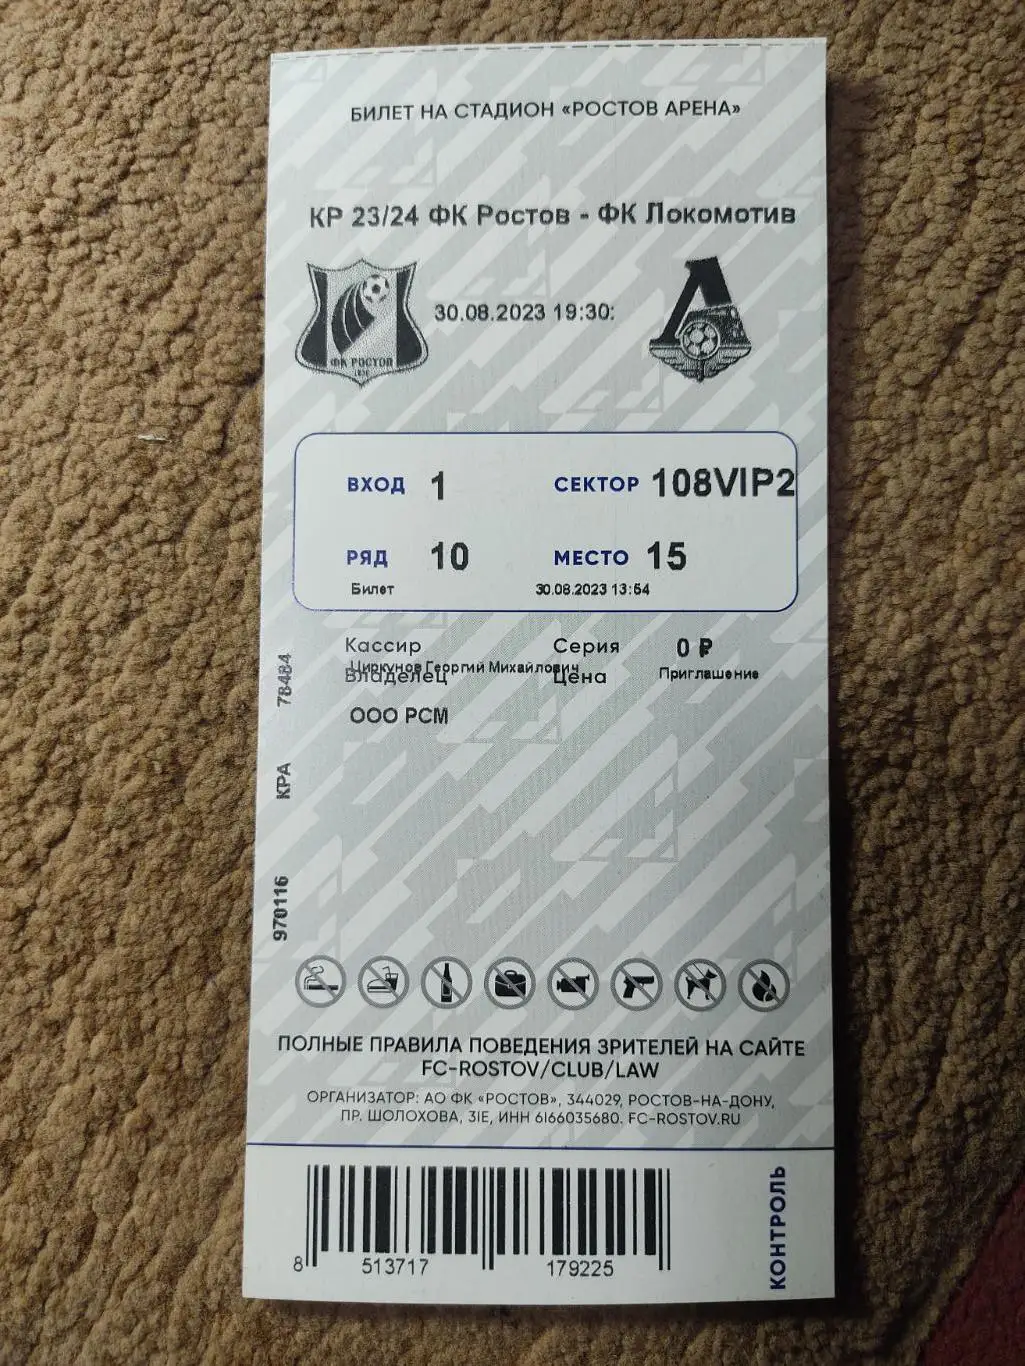 БИЛЕТ НА СТАДИОН «РОСТОВ АРЕНА»
КР 23/24 ФК Ростов - ФК Локомотив
30.08.2023 19:30:
ФК РОСТОВ
ВХОД 1 СЕКТОР 108VIP2
РЯД 10 МЕСТО 15
Билет 30.08.2023 13:54
Кассир Серия 0 ₽
Циркунов Георгий Михайлович Приглашение
Владелец Цена
ООО РСМ
970116 КРА 78484
ПОЛНЫЕ ПРАВИЛА ПОВЕДЕНИЯ ЗРИТЕЛЕЙ НА САЙТЕ
FC-ROSTOV/CLUB/LAW
ОРГАНИЗАТОР: АО ФК «РОСТОВ», 344029, РОСТОВ-НА-ДОНУ,
ПР. ШОЛОХОВА, 31Е, ИНН 6166035680. FC-ROSTOV.RU
8 513717 179225
КОНТРОЛЬ